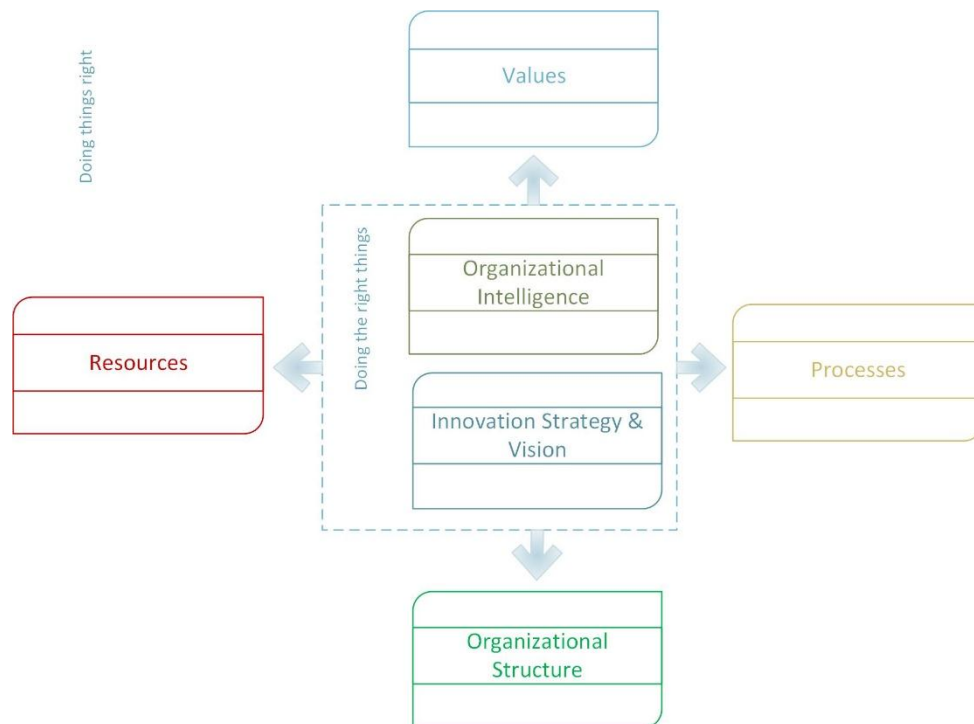 Doing things right
Values
Doing the right things
Organizational
Intelligence
Resources
Processes
Innovation Strategy &
Vision
Organizational
Structure